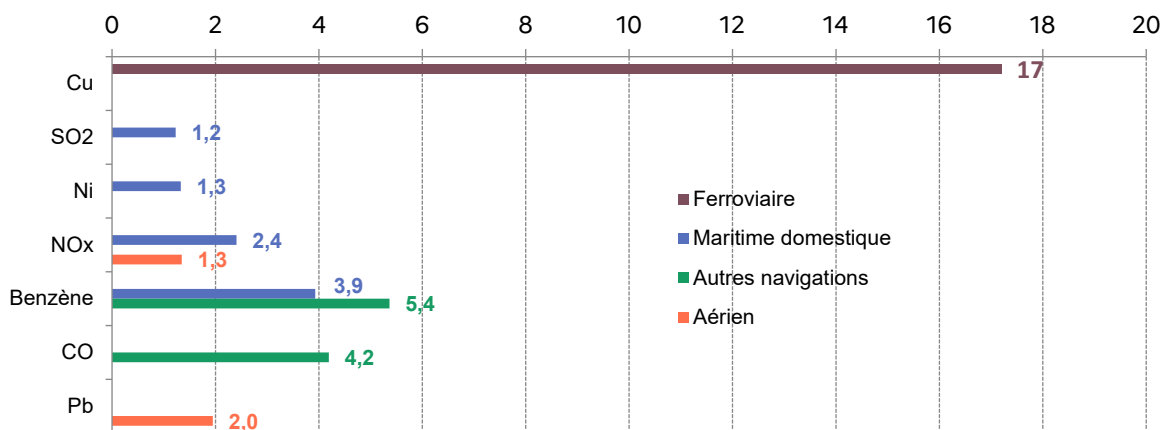 0 2 4 6 8 10 12 14 16 18 20
Cu 17
SO2 1,2
Ni 1,3
Ferroviaire
NOx 2,4
Maritime domestique
1,3
Autres navigations
Benzène 3,9
5,4
Aérien
CO 4,2
Pb 2,0